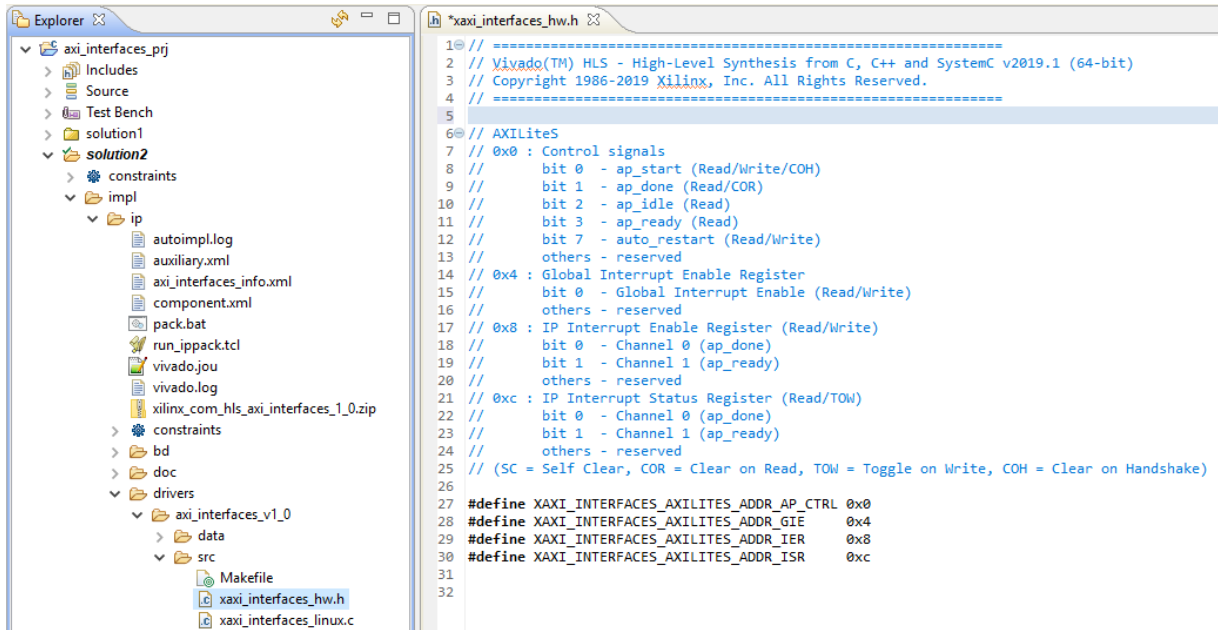 Explorer
axi_interfaces_prj
Includes
Source
Test Bench
solution1
solution2
constraints
impl
ip
autoimpl.log
auxiliary.xml
axi_interfaces_info.xml
component.xml
pack.bat
run_ippack.tcl
vivado.jou
vivado.log
xilinx_com_hls_axi_interfaces_1_0.zip
constraints
bd
doc
drivers
axi_interfaces_v1_0
data
src
Makefile
xaxi_interfaces_hw.h
xaxi_interfaces_linux.c
*xaxi_interfaces_hw.h
1 // ==============================================================
2 // Vivado(TM) HLS - High-Level Synthesis from C, C++ and SystemC v2019.1 (64-bit)
3 // Copyright 1986-2019 Xilinx, Inc. All Rights Reserved.
4 // ==============================================================
5
6 // AXILiteS
7 // 0x0 : Control signals
8 //       bit 0  - ap_start (Read/Write/COH)
9 //       bit 1  - ap_done (Read/COR)
10 //       bit 2  - ap_idle (Read)
11 //       bit 3  - ap_ready (Read)
12 //       bit 7  - auto_restart (Read/Write)
13 //       others - reserved
14 // 0x4 : Global Interrupt Enable Register
15 //       bit 0  - Global Interrupt Enable (Read/Write)
16 //       others - reserved
17 // 0x8 : IP Interrupt Enable Register (Read/Write)
18 //       bit 0  - Channel 0 (ap_done)
19 //       bit 1  - Channel 1 (ap_ready)
20 //       others - reserved
21 // 0xc : IP Interrupt Status Register (Read/TOW)
22 //       bit 0  - Channel 0 (ap_done)
23 //       bit 1  - Channel 1 (ap_ready)
24 //       others - reserved
25 // (SC = Self Clear, COR = Clear on Read, TOW = Toggle on Write, COH = Clear on Handshake)
26
27 #define XAXI_INTERFACES_AXILITES_ADDR_AP_CTRL 0x0
28 #define XAXI_INTERFACES_AXILITES_ADDR_GIE     0x4
29 #define XAXI_INTERFACES_AXILITES_ADDR_IER     0x8
30 #define XAXI_INTERFACES_AXILITES_ADDR_ISR     0xc
31
32